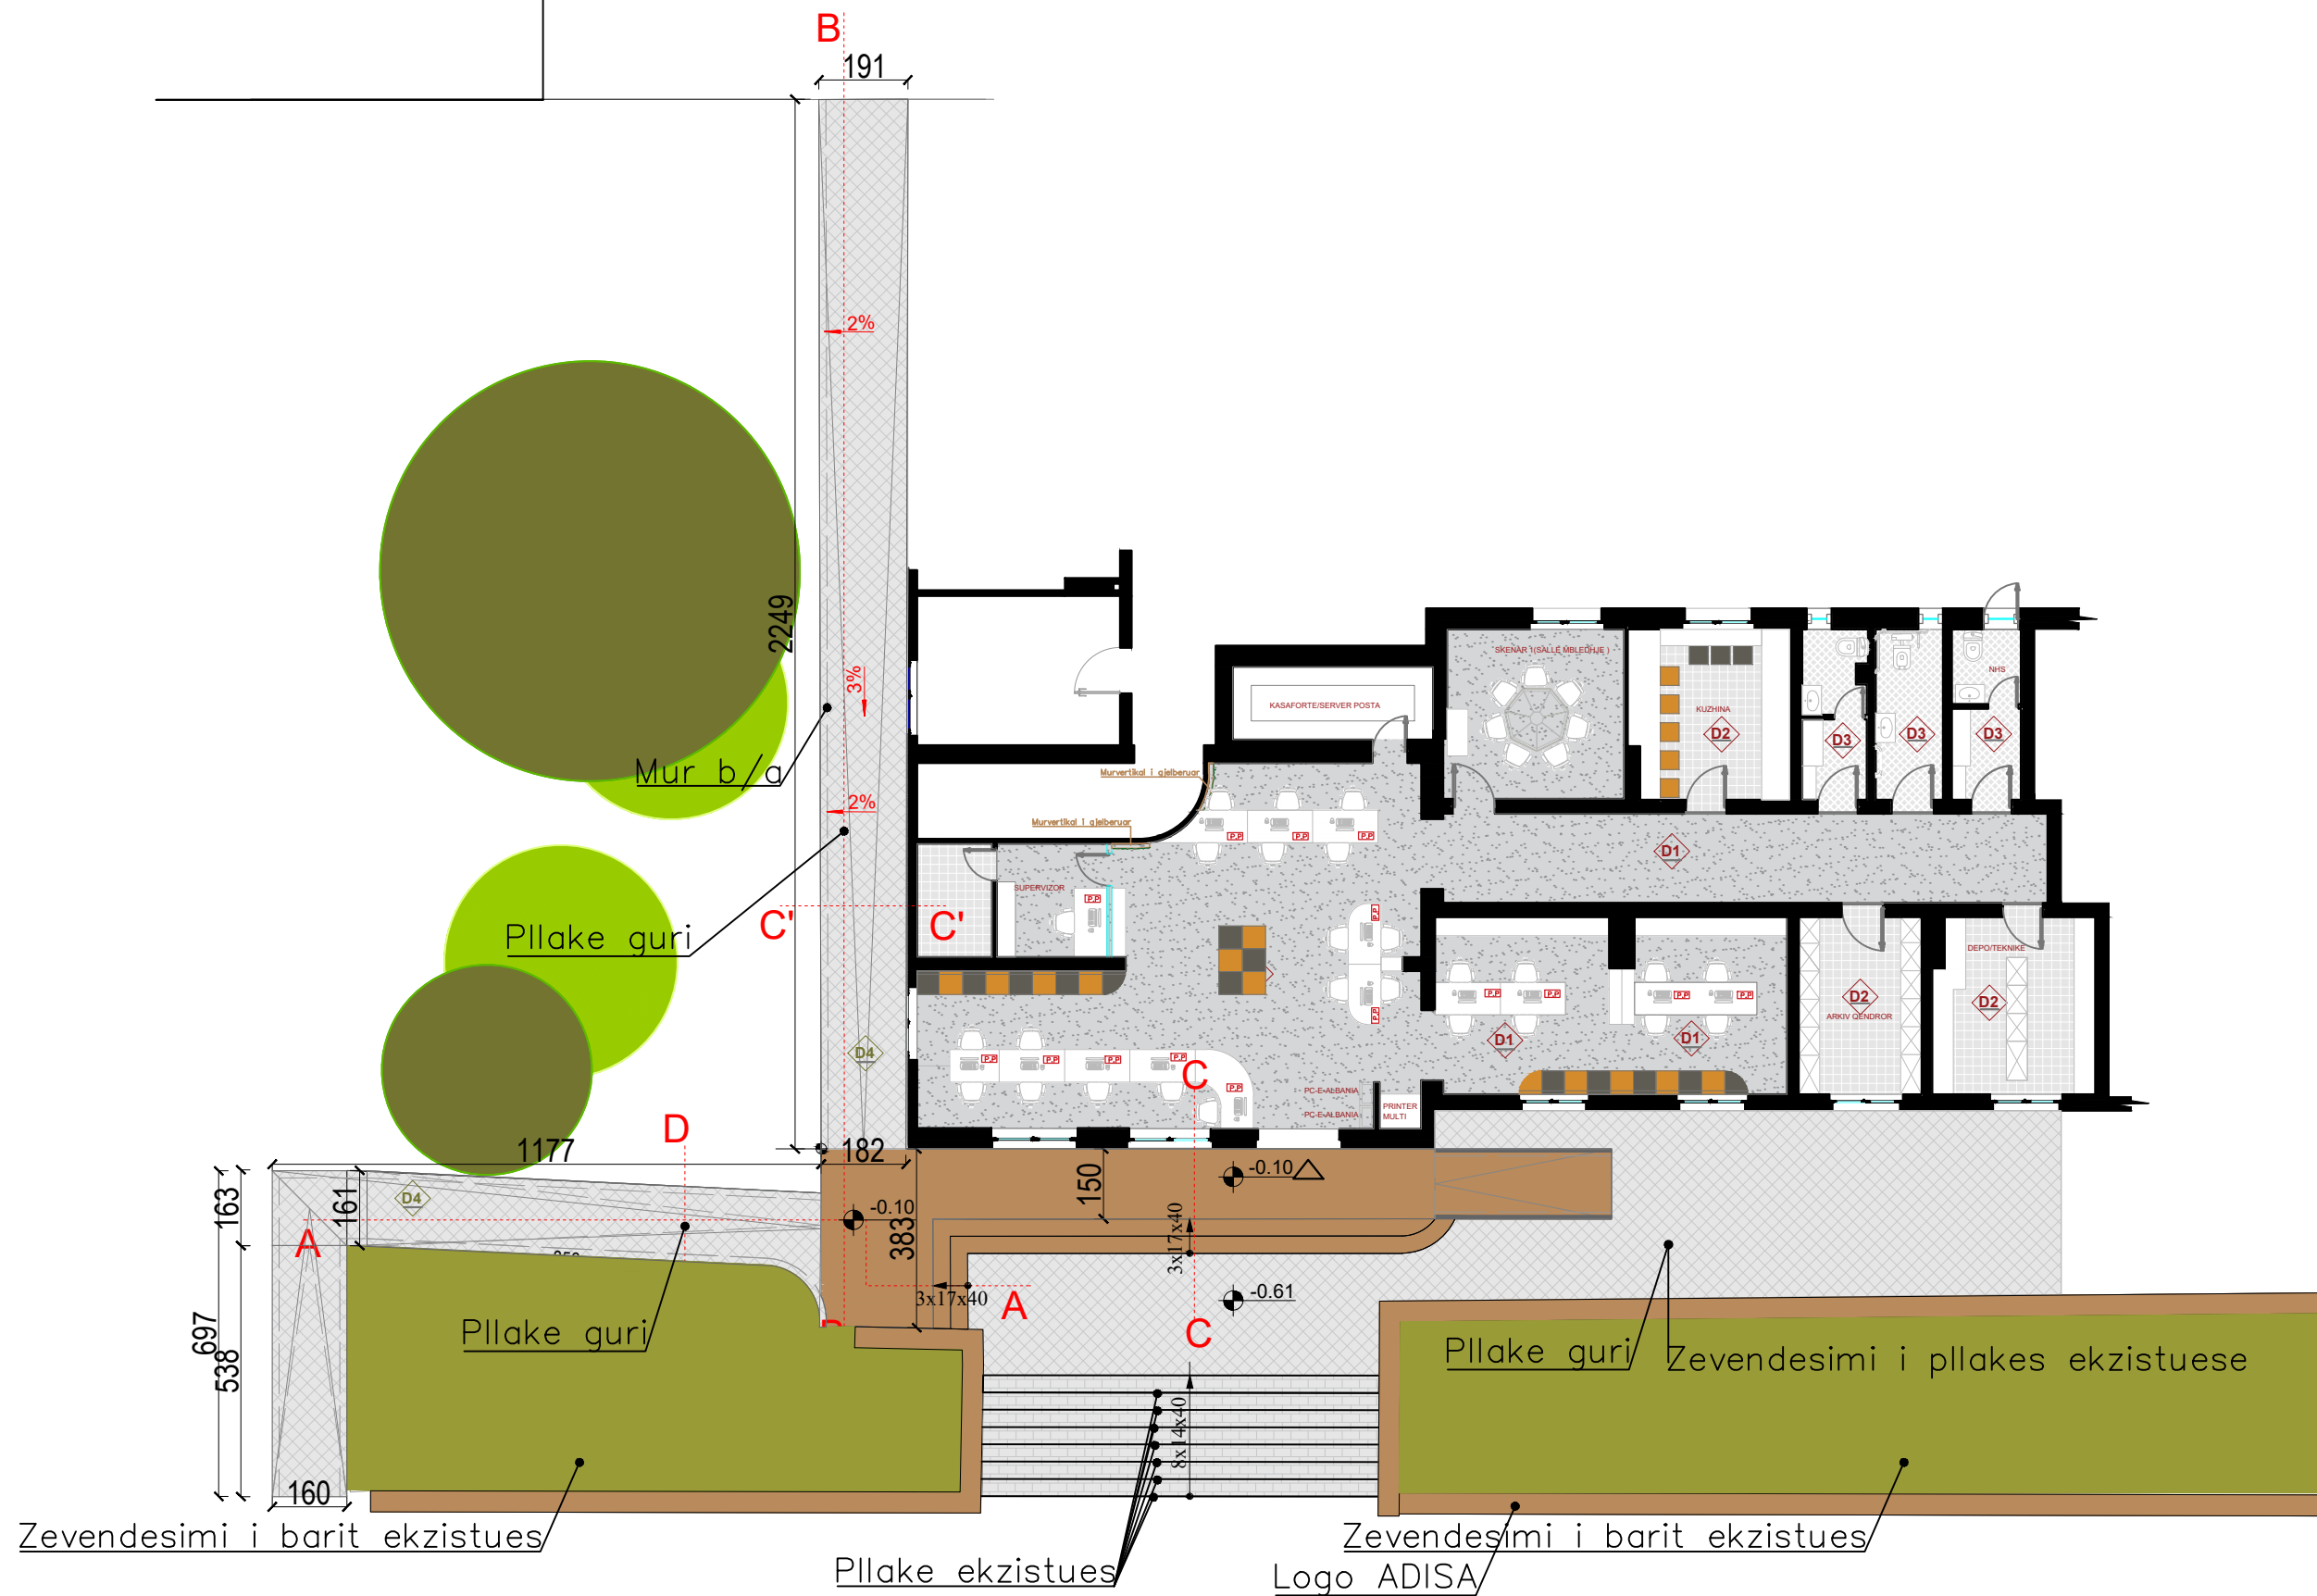 B
191
2%
2249
3%
Mur b/a
2%
Pllake guri
C'
C'
SKENAR 1(SALLE MBLEDHJE )
KASAFORTE/SERVER POSTA
KUZHINA
D2
NHS
D3
D3
D3
Murvertikal i gjelberuar
Murvertikal i gjelberuar
P.P
P.P
P.P
D1
SUPERVIZOR
P.P
P.P
P.P
P.P
P.P
P.P
P.P
D1
D1
DEPO/TEKNIKE
D2
D2
ARKIV QENDROR
D4
P.P
P.P
P.P
P.P
P.P
C
PC-E-ALBANIA
PC-E-ALBANIA
PRINTER
MULTI
D
1177
182
163
161
D4
150
-0.10
-0.10
383
A
3x17x40
3x17x40
A
-0.61
C
697
538
Pllake guri
Pllake guri
Zevendesimi i pllakes ekzistuese
8x14x40
160
Zevendesimi i barit ekzistues
Zevendesimi i barit ekzistues
Pllake ekzistues
Logo ADISA